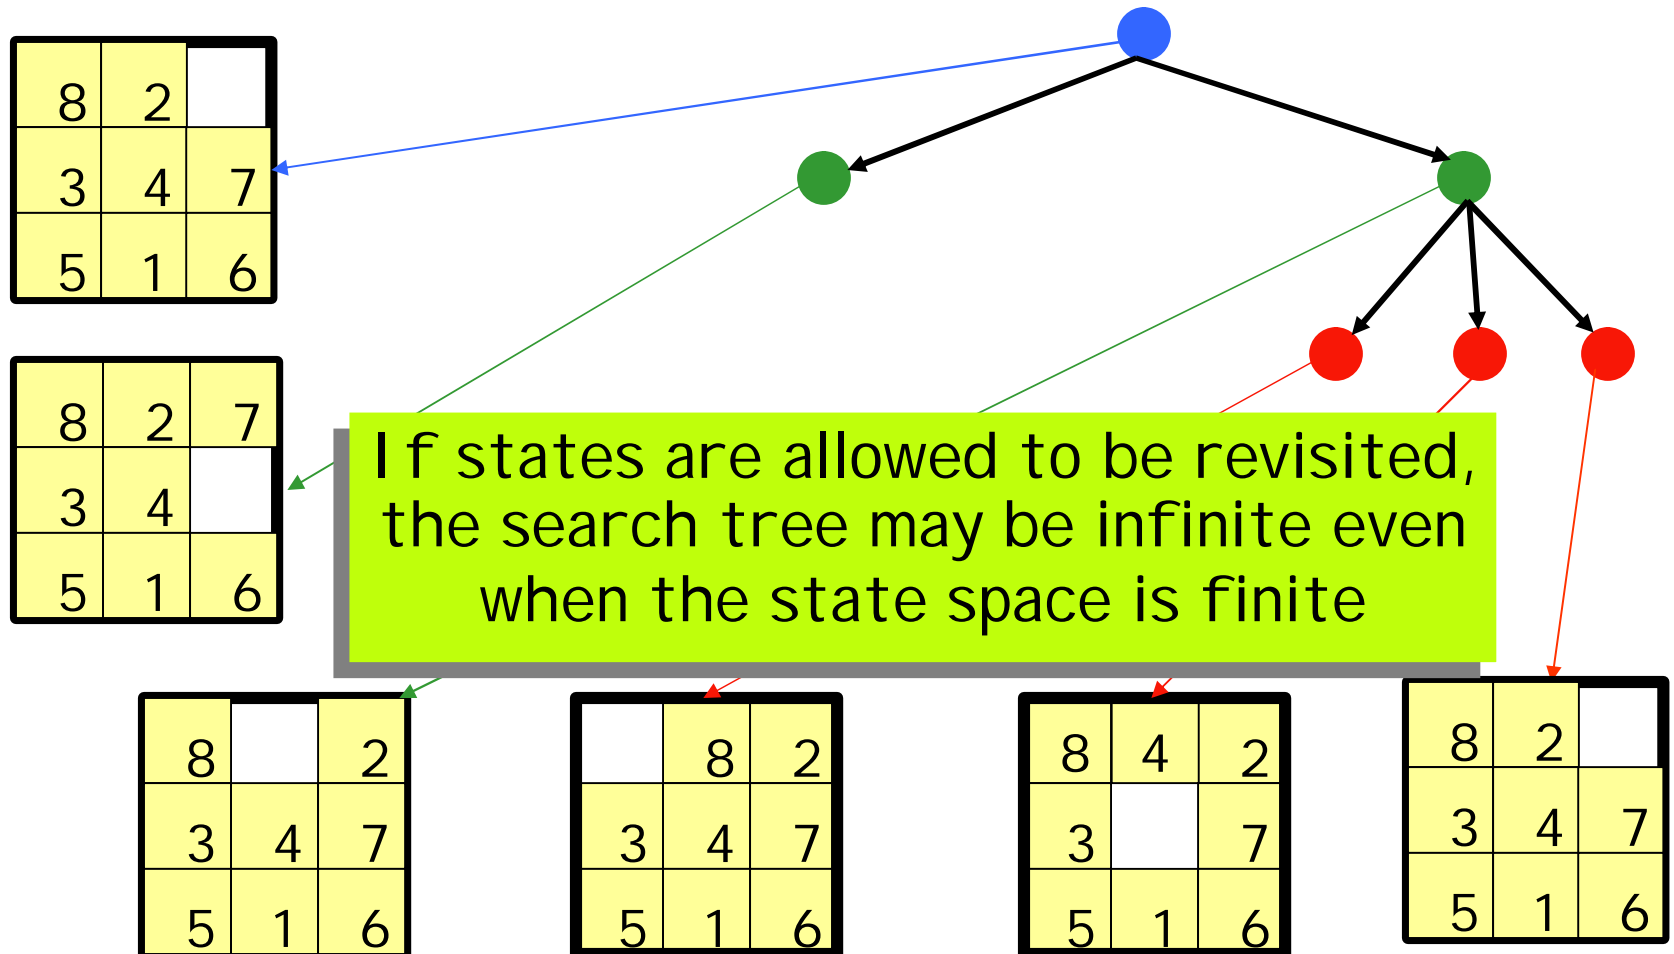 8 2
3 4 7
5 1 6
8 2 7
3 4
5 1 6
If states are allowed to be revisited,
the search tree may be infinite even
when the state space is finite
8 2
3 4 7
5 1 6
8 2
3 4 7
5 1 6
8 4 2
3 7
5 1 6
8 2
3 4 7
5 1 6